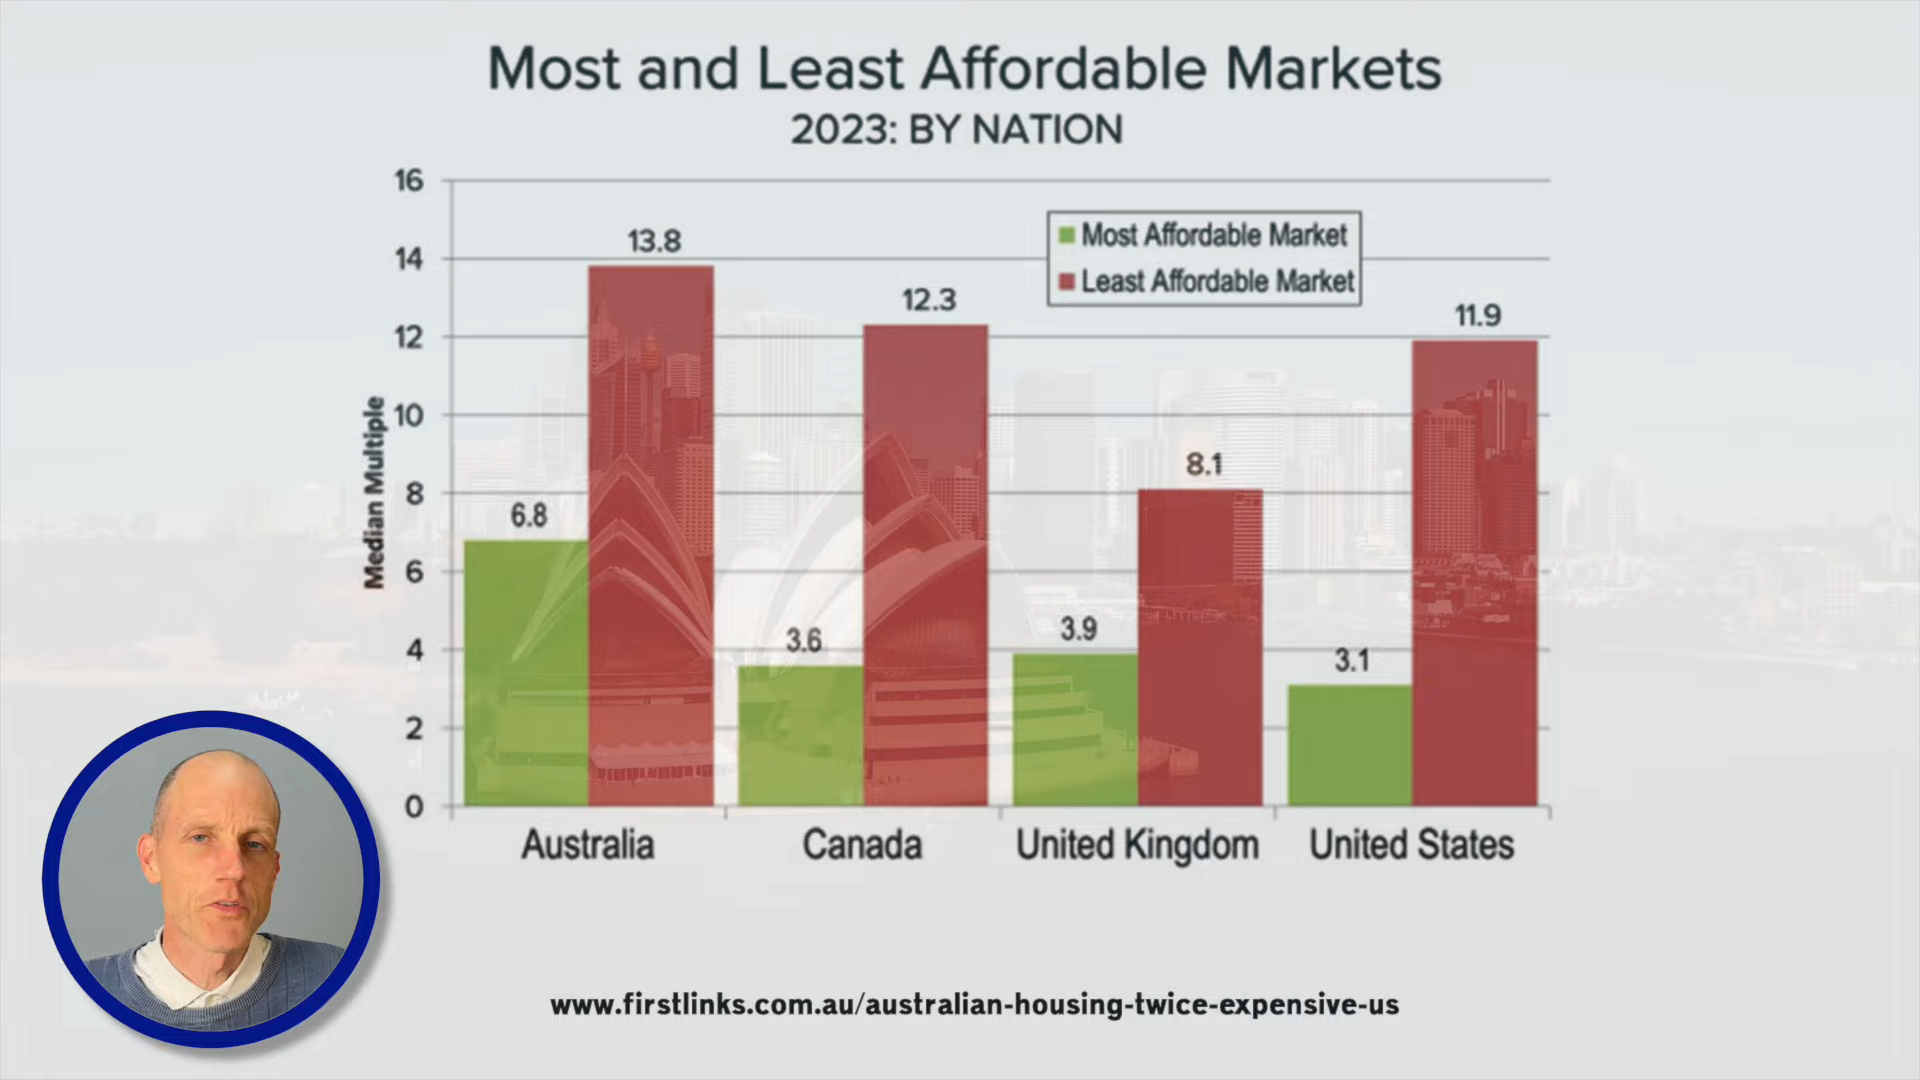 Most and Least Affordable Markets
2023: BY NATION
16
14
12
10
8
6
4
2
0
Median Multiple
Most Affordable Market
Least Affordable Market
6.8
13.8
3.6
12.3
3.9
8.1
3.1
11.9
Australia
Canada
United Kingdom
United States
www.firstlinks.com.au/australian-housing-twice-expensive-us